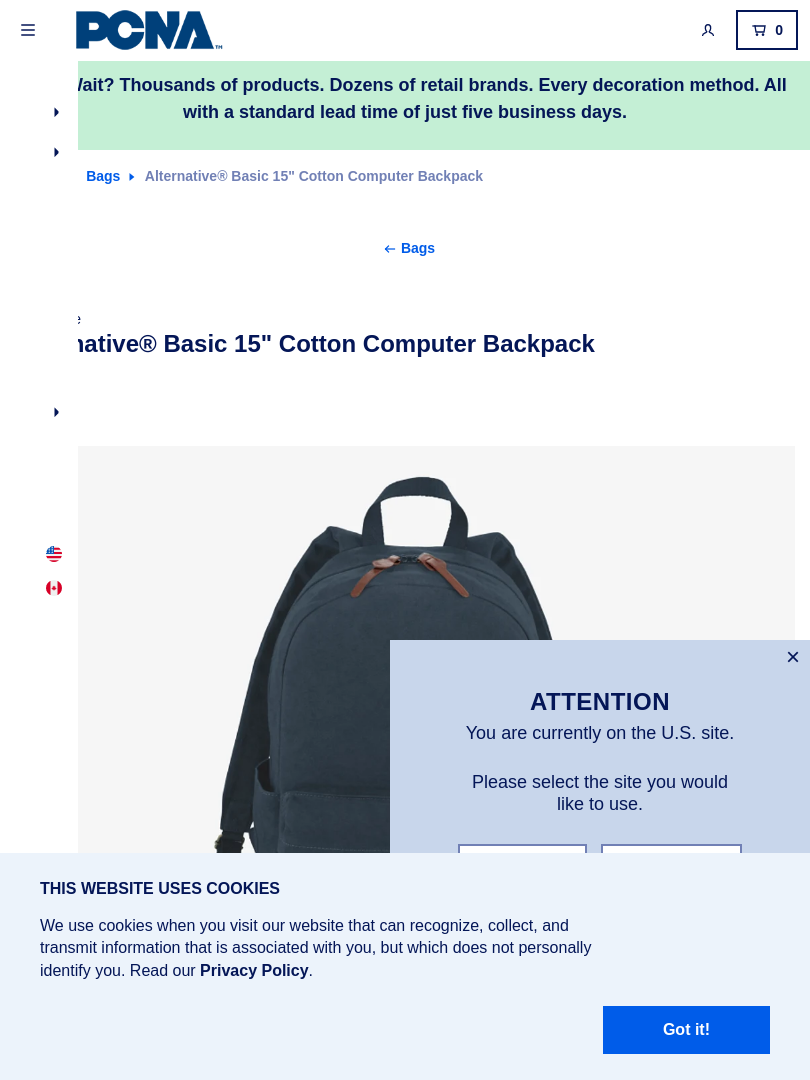 PCNA™
0
Wait? Thousands of products. Dozens of retail brands. Every decoration method. All
with a standard lead time of just five business days.
Bags
Alternative® Basic 15" Cotton Computer Backpack
Bags
native® Basic 15" Cotton Computer Backpack
ATTENTION
You are currently on the U.S. site.
Please select the site you would
like to use.
THIS WEBSITE USES COOKIES
We use cookies when you visit our website that can recognize, collect, and
transmit information that is associated with you, but which does not personally
identify you. Read our Privacy Policy.
Got it!